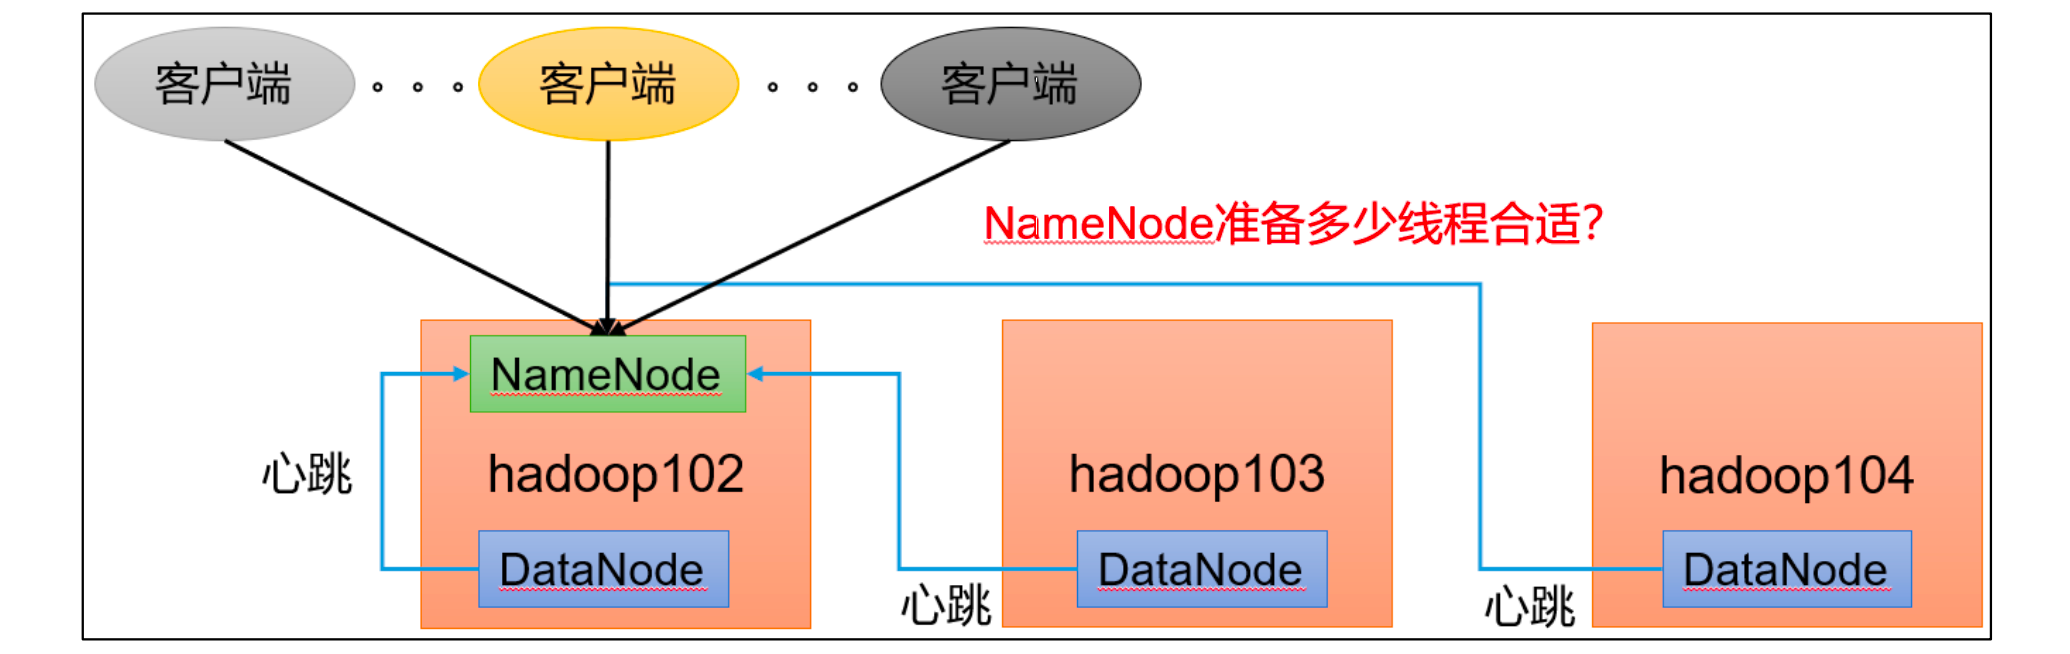 客户端 。。。 客户端 。。。 客户端
NameNode准备多少线程合适?
NameNode
心跳
hadoop102
hadoop103
hadoop104
DataNode
DataNode
DataNode
心跳
心跳